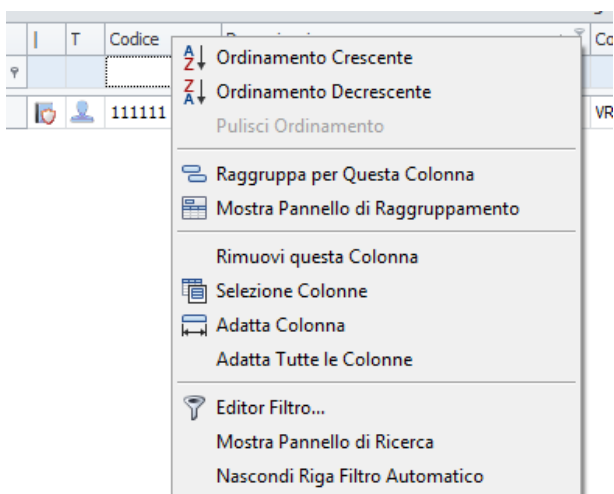 I T Codice Co
111111 VR
Ordinamento Crescente
Ordinamento Decrescente
Pulisci Ordinamento
Raggruppa per Questa Colonna
Mostra Pannello di Raggruppamento
Rimuovi questa Colonna
Selezione Colonne
Adatta Colonna
Adatta Tutte le Colonne
Editor Filtro...
Mostra Pannello di Ricerca
Nascondi Riga Filtro Automatico